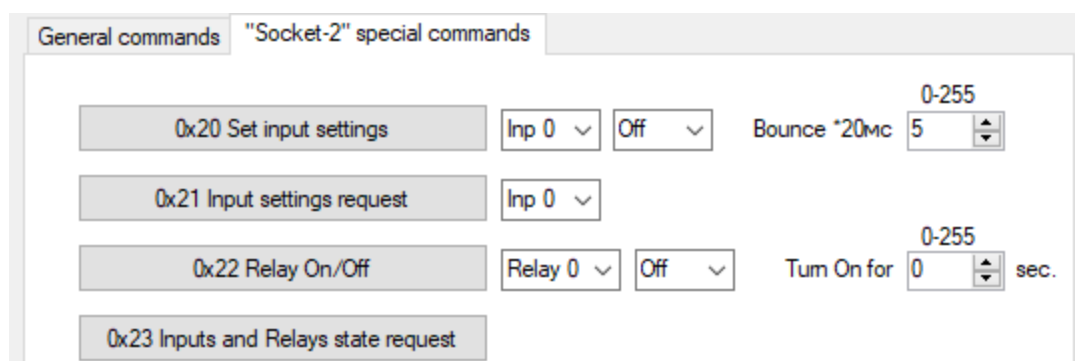 General commands "Socket-2" special commands
0-255
0x20 Set input settings Inp 0 Off Bounce *20мс 5
0x21 Input settings request Inp 0
0-255
0x22 Relay On/Off Relay 0 Off Turn On for 0 sec.
0x23 Inputs and Relays state request